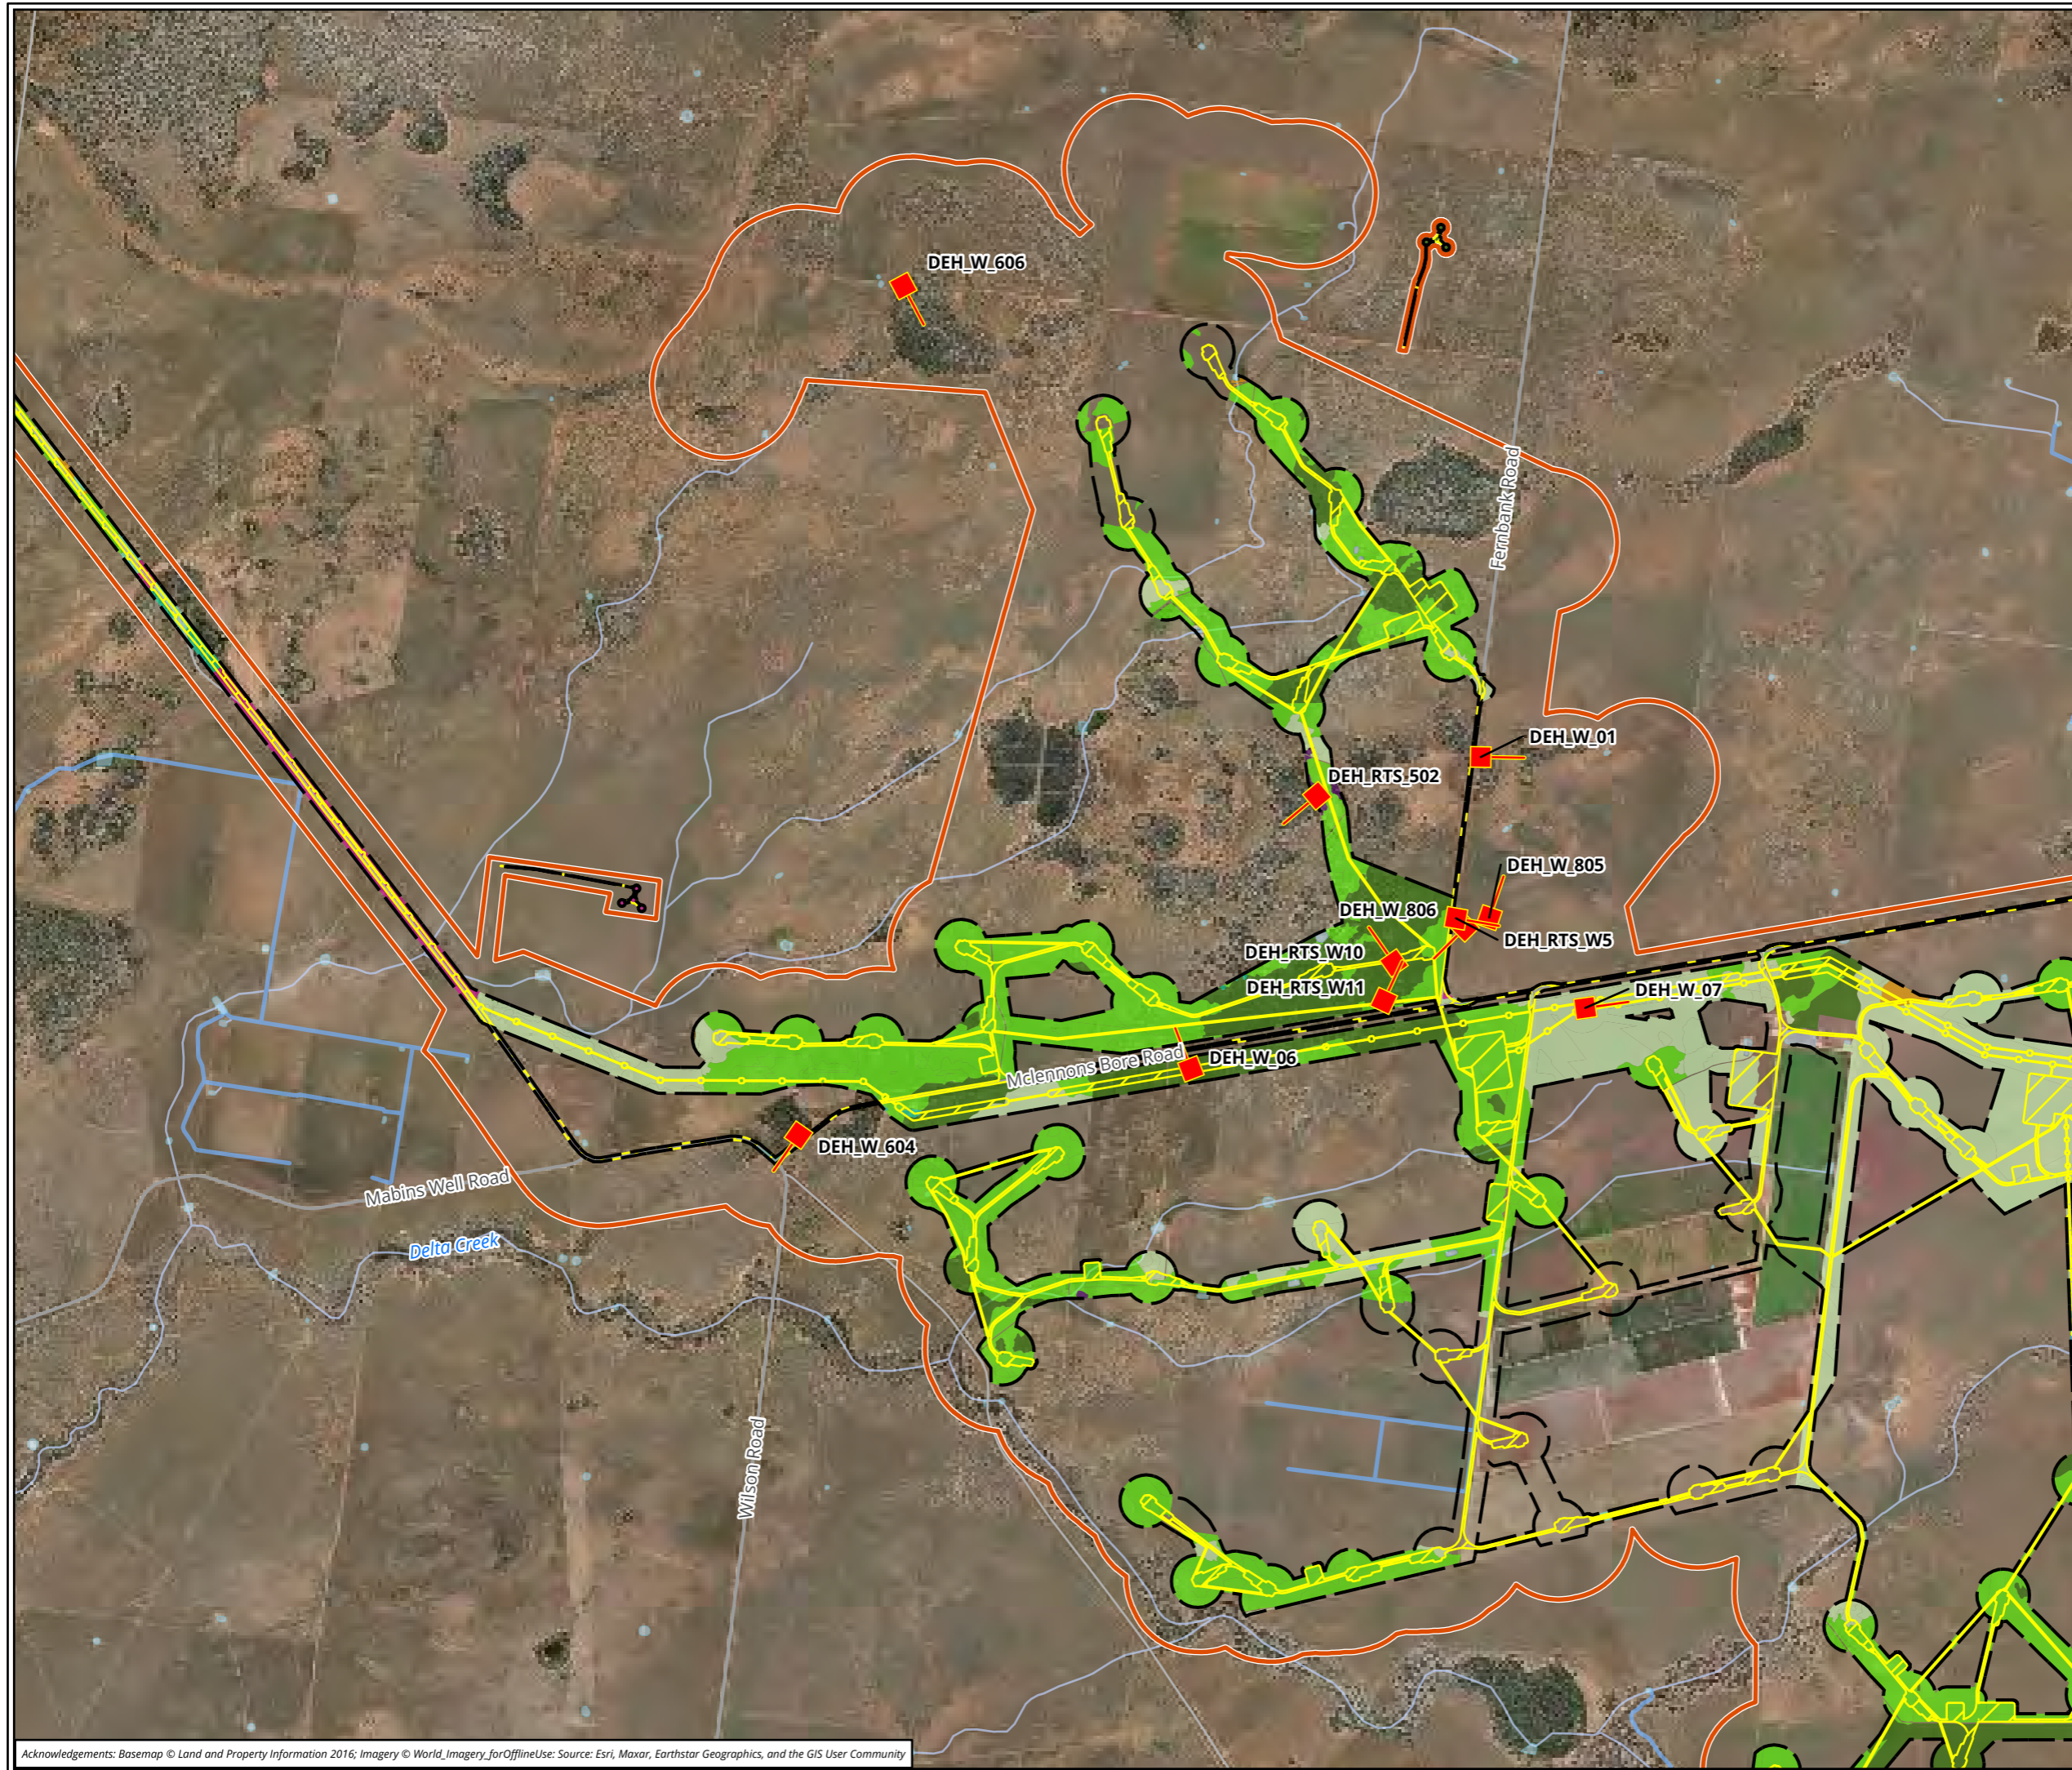 DEH_W_606
Fernbank Road
DEH_W_01
DEH_RTS_502
DEH_W_805
DEH_W_806
DEH_RTS_W5
DEH_RTS_W10
DEH_RTS_W11
DEH_W_07
Mclennons Bore Road
DEH_W_06
DEH_W_604
Mabins Well Road
Delta Creek
Wilson Road
Acknowledgements: Basemap © Land and Property Information 2016; Imagery © World_Imagery_forOfflineUse: Source: Esri, Maxar, Earthstar Geographics, and the GIS User Community